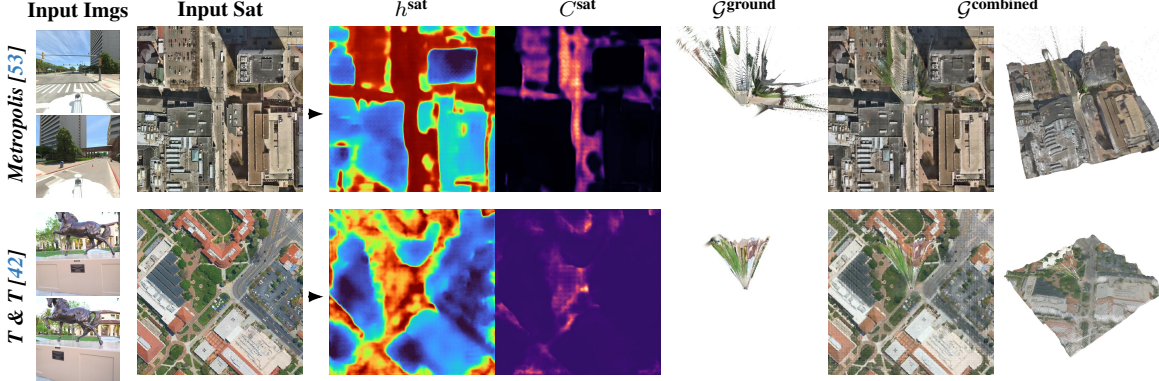 Input Imgs Input Sat h^sat C^sat 𝒢^ground 𝒢^combined
Metropolis [53]
T & T [42]